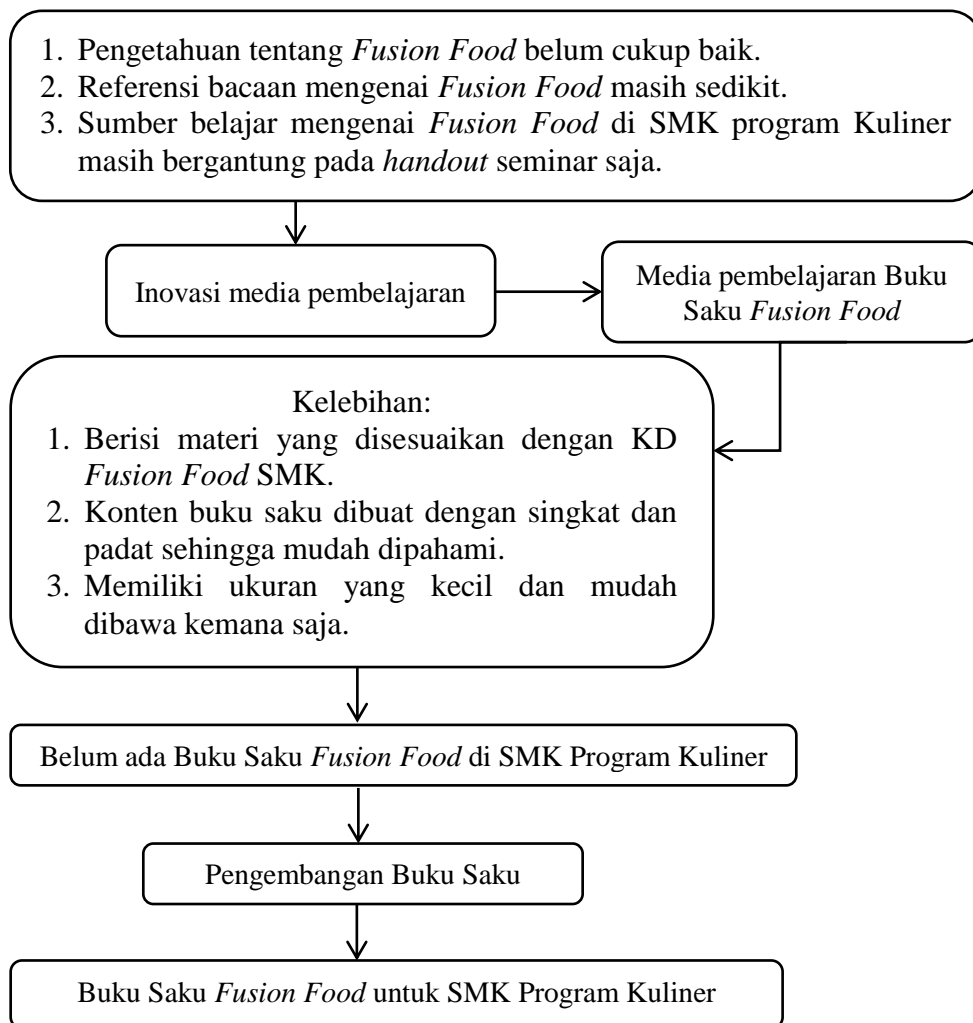 1. Pengetahuan tentang Fusion Food belum cukup baik.
2. Referensi bacaan mengenai Fusion Food masih sedikit.
3. Sumber belajar mengenai Fusion Food di SMK program Kuliner
masih bergantung pada handout seminar saja.
Inovasi media pembelajaran
Media pembelajaran Buku
Saku Fusion Food
Kelebihan:
1. Berisi materi yang disesuaikan dengan KD
Fusion Food SMK.
2. Konten buku saku dibuat dengan singkat dan
padat sehingga mudah dipahami.
3. Memiliki ukuran yang kecil dan mudah
dibawa kemana saja.
Belum ada Buku Saku Fusion Food di SMK Program Kuliner
Pengembangan Buku Saku
Buku Saku Fusion Food untuk SMK Program Kuliner